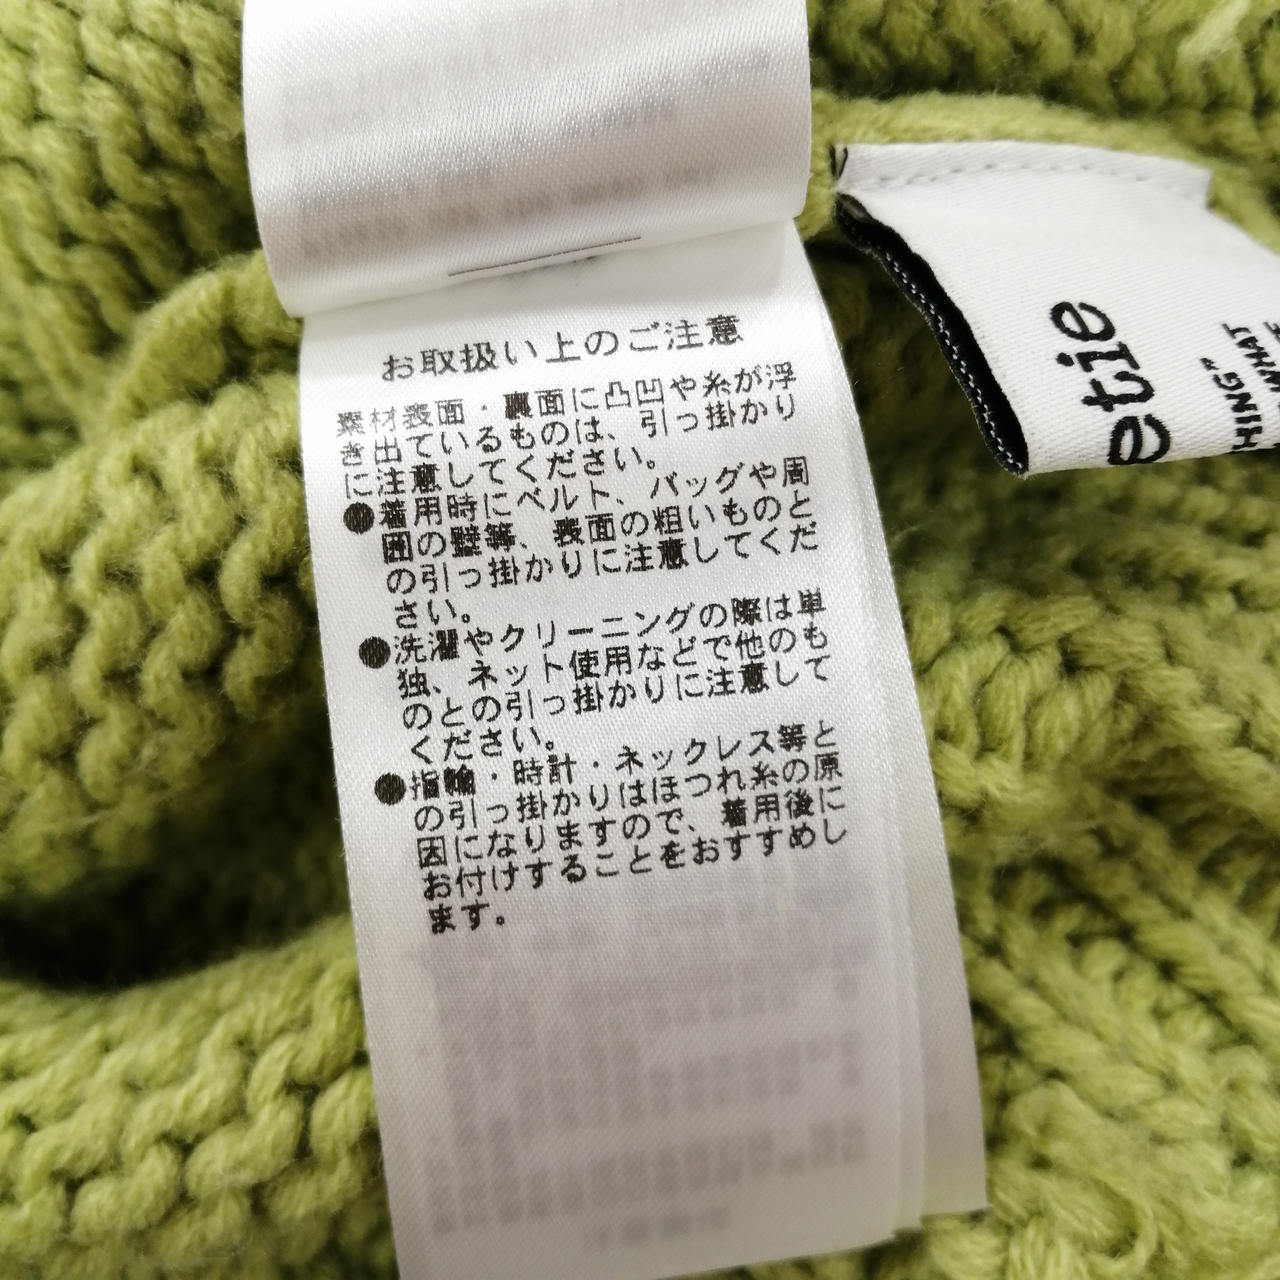 お取扱い上のご注意
素材表面・裏面に凸凹や糸が浮
き出ているものは、引っ掛かり
に注意してください。
●着用時にベルト、バッグや周
囲の壁等、表面の粗いものと
の引っ掛かりに注意してくだ
さい。
●洗濯やクリーニングの際は単
独、ネット使用などで他のも
のとの引っ掛かりに注意して
ください。
●指輪・時計・ネックレス等と
の引っ掛かりはほつれ糸の原
因になりますので、着用後に
お付けすることをおすすめし
ます。
etie
HING"
WHAT